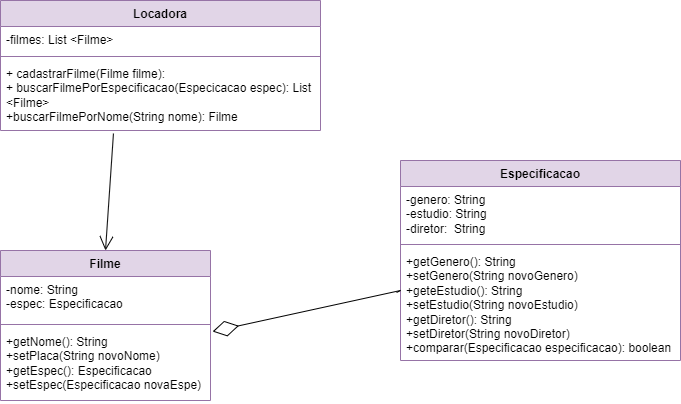 Locadora
-filmes: List <Filme>
+ cadastrarFilme(Filme filme):
+ buscarFilmePorEspecificacao(Especicacao espec): List
<Filme>
+buscarFilmePorNome(String nome): Filme
Especificacao
-genero: String
-estudio: String
-diretor: String
+getGenero(): String
+setGenero(String novoGenero)
+geteEstudio(): String
+setEstudio(String novoEstudio)
+getDiretor(): String
+setDiretor(String novoDiretor)
+comparar(Especificacao especificacao): boolean
Filme
-nome: String
-espec: Especificacao
+getNome(): String
+setPlaca(String novoNome)
+getEspec(): Especificacao
+setEspec(Especificacao novaEspe)